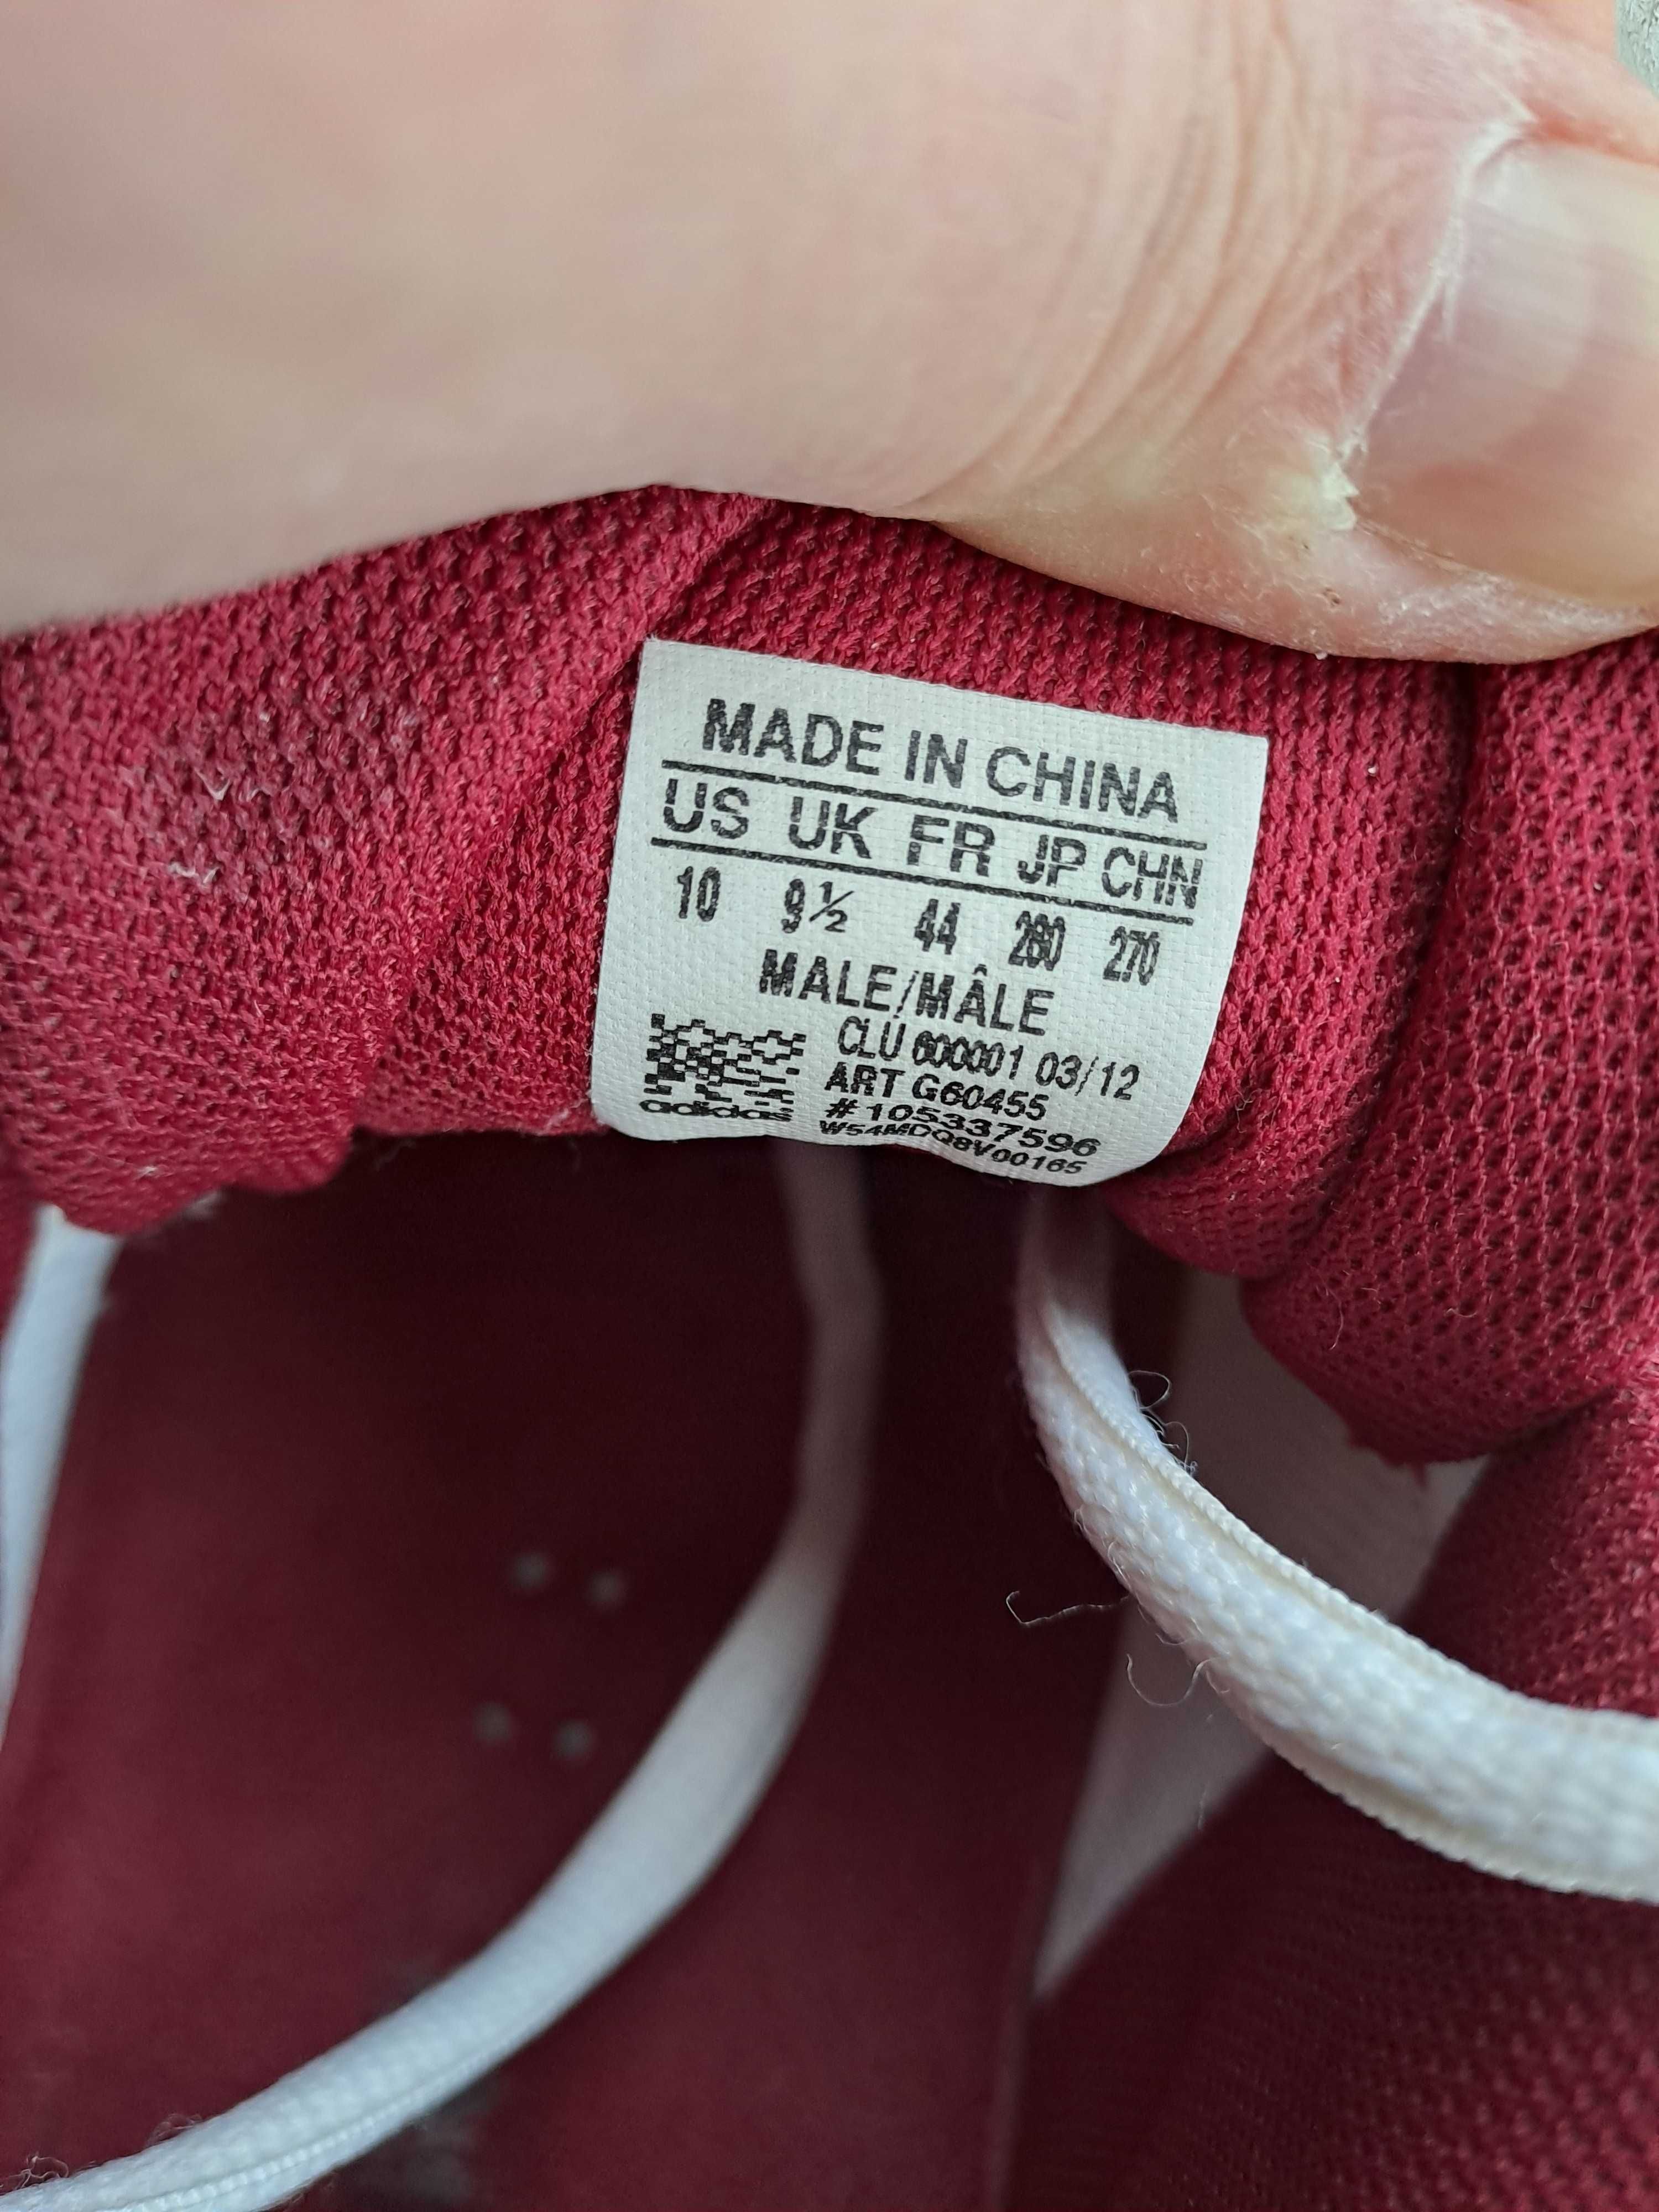 MADE IN CHINA
US UK FR JP CHN
10 9½ 44 280 270
MALE/MÂLE
CLU 600001 03/12
ART G60455
# 105337596
W54MDQ8V00165
adidas